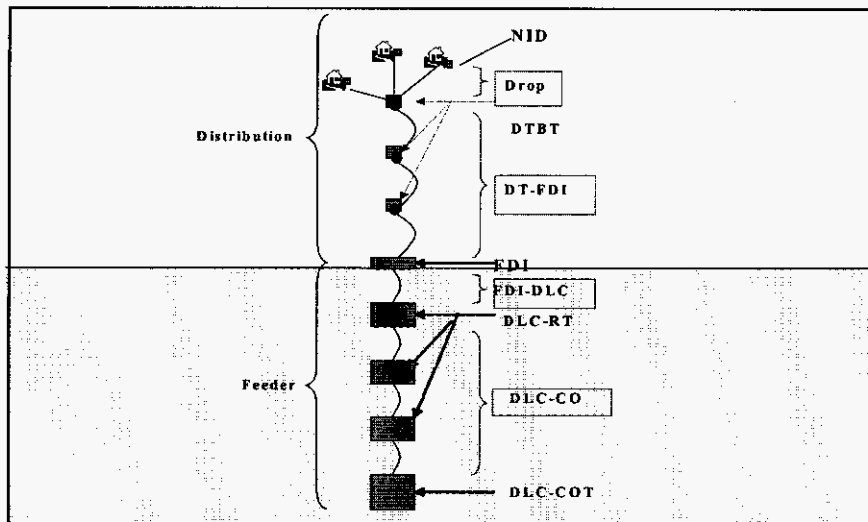 NID
Drop
DTBT
Distribution
DT-FDI
FDI
FDI-DLC
DLC-RT
Feeder
DLC-CO
DLC-COT